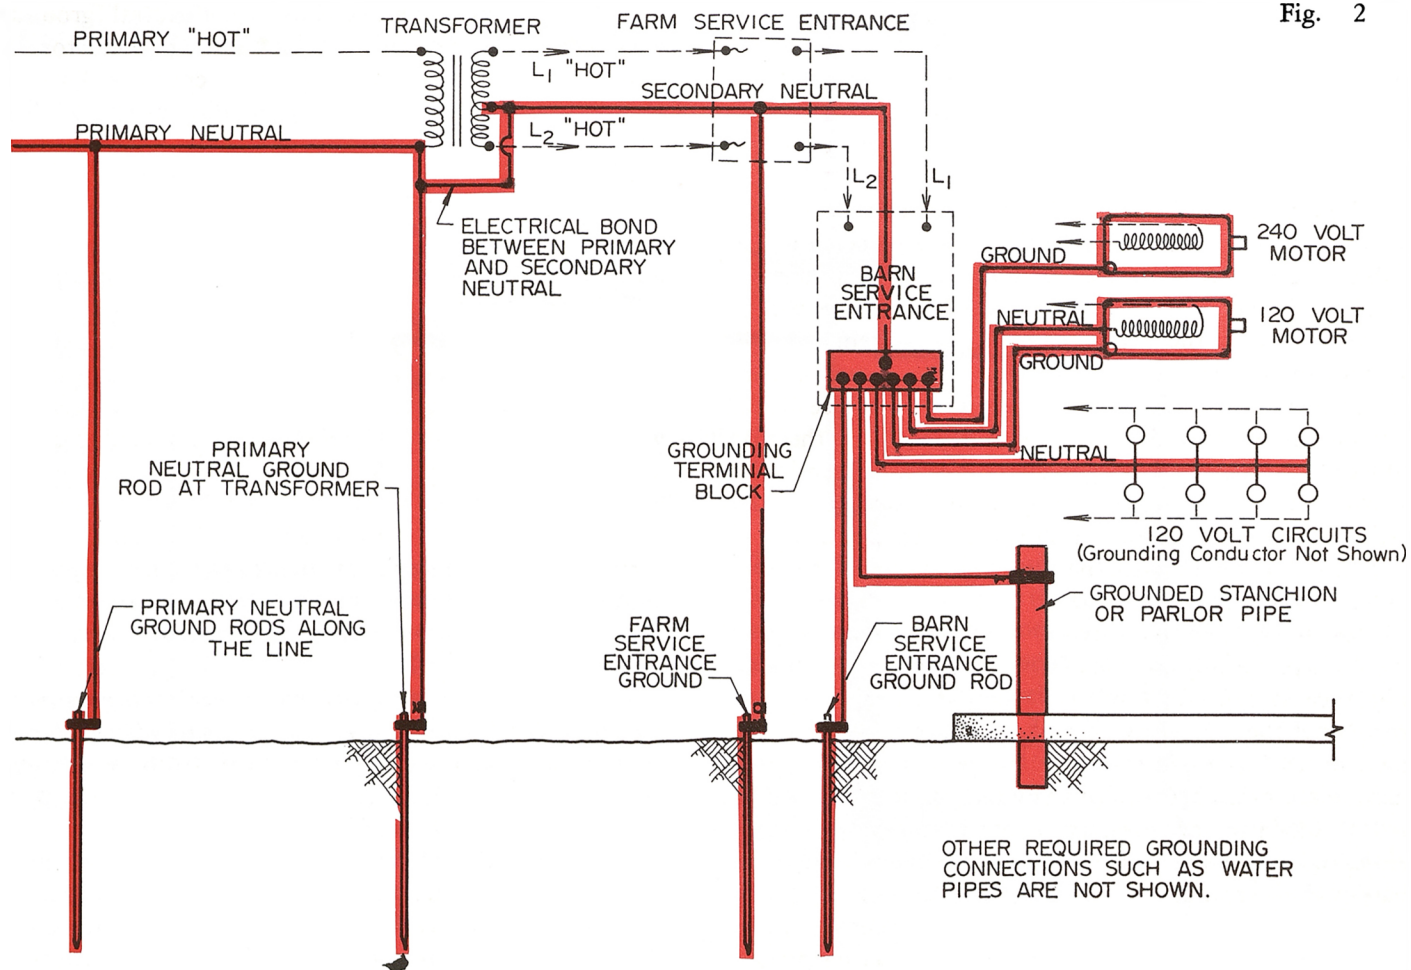 Fig. 2
TRANSFORMER
FARM SERVICE ENTRANCE
PRIMARY "HOT"
L1 "HOT"
SECONDARY NEUTRAL
PRIMARY NEUTRAL
L2 "HOT"
L2
L1
ELECTRICAL BOND
BETWEEN PRIMARY
AND SECONDARY
NEUTRAL
BARN
SERVICE
ENTRANCE
GROUND
240 VOLT
MOTOR
NEUTRAL
120 VOLT
MOTOR
GROUND
PRIMARY
NEUTRAL GROUND
ROD AT TRANSFORMER
GROUNDING
TERMINAL
BLOCK
NEUTRAL
120 VOLT CIRCUITS
(Grounding Conductor Not Shown)
GROUNDED STANCHION
OR PARLOR PIPE
PRIMARY NEUTRAL
GROUND RODS ALONG
THE LINE
FARM
SERVICE
ENTRANCE
GROUND
BARN
SERVICE
ENTRANCE
GROUND ROD
OTHER REQUIRED GROUNDING
CONNECTIONS SUCH AS WATER
PIPES ARE NOT SHOWN.